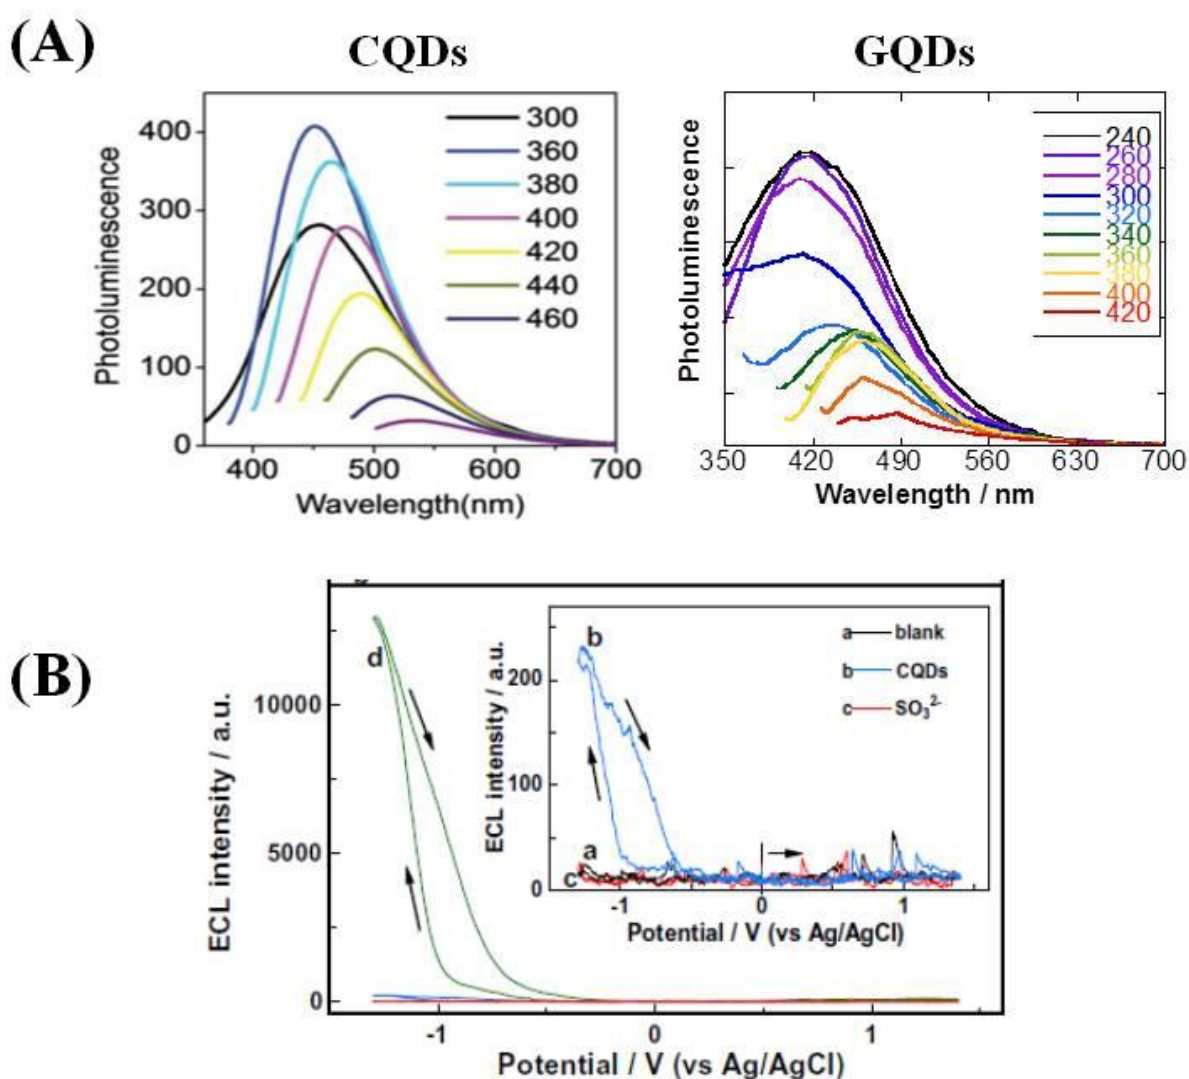 (A)
CQDs
GQDs
Photoluminescence
400
300
200
100
0
300
360
380
400
420
440
460
400 500 600 700
Wavelength(nm)
Photoluminescence
240
260
280
300
320
340
360
380
400
420
350 420 490 560 630 700
Wavelength / nm
(B)
ECL intensity / a.u.
10000
5000
0
d
-1 0 1
Potential / V (vs Ag/AgCl)
ECL intensity / a.u.
200
100
0
b
a
c
a blank
b CQDs
c SO₃²⁻
-1 0 1
Potential / V (vs Ag/AgCl)